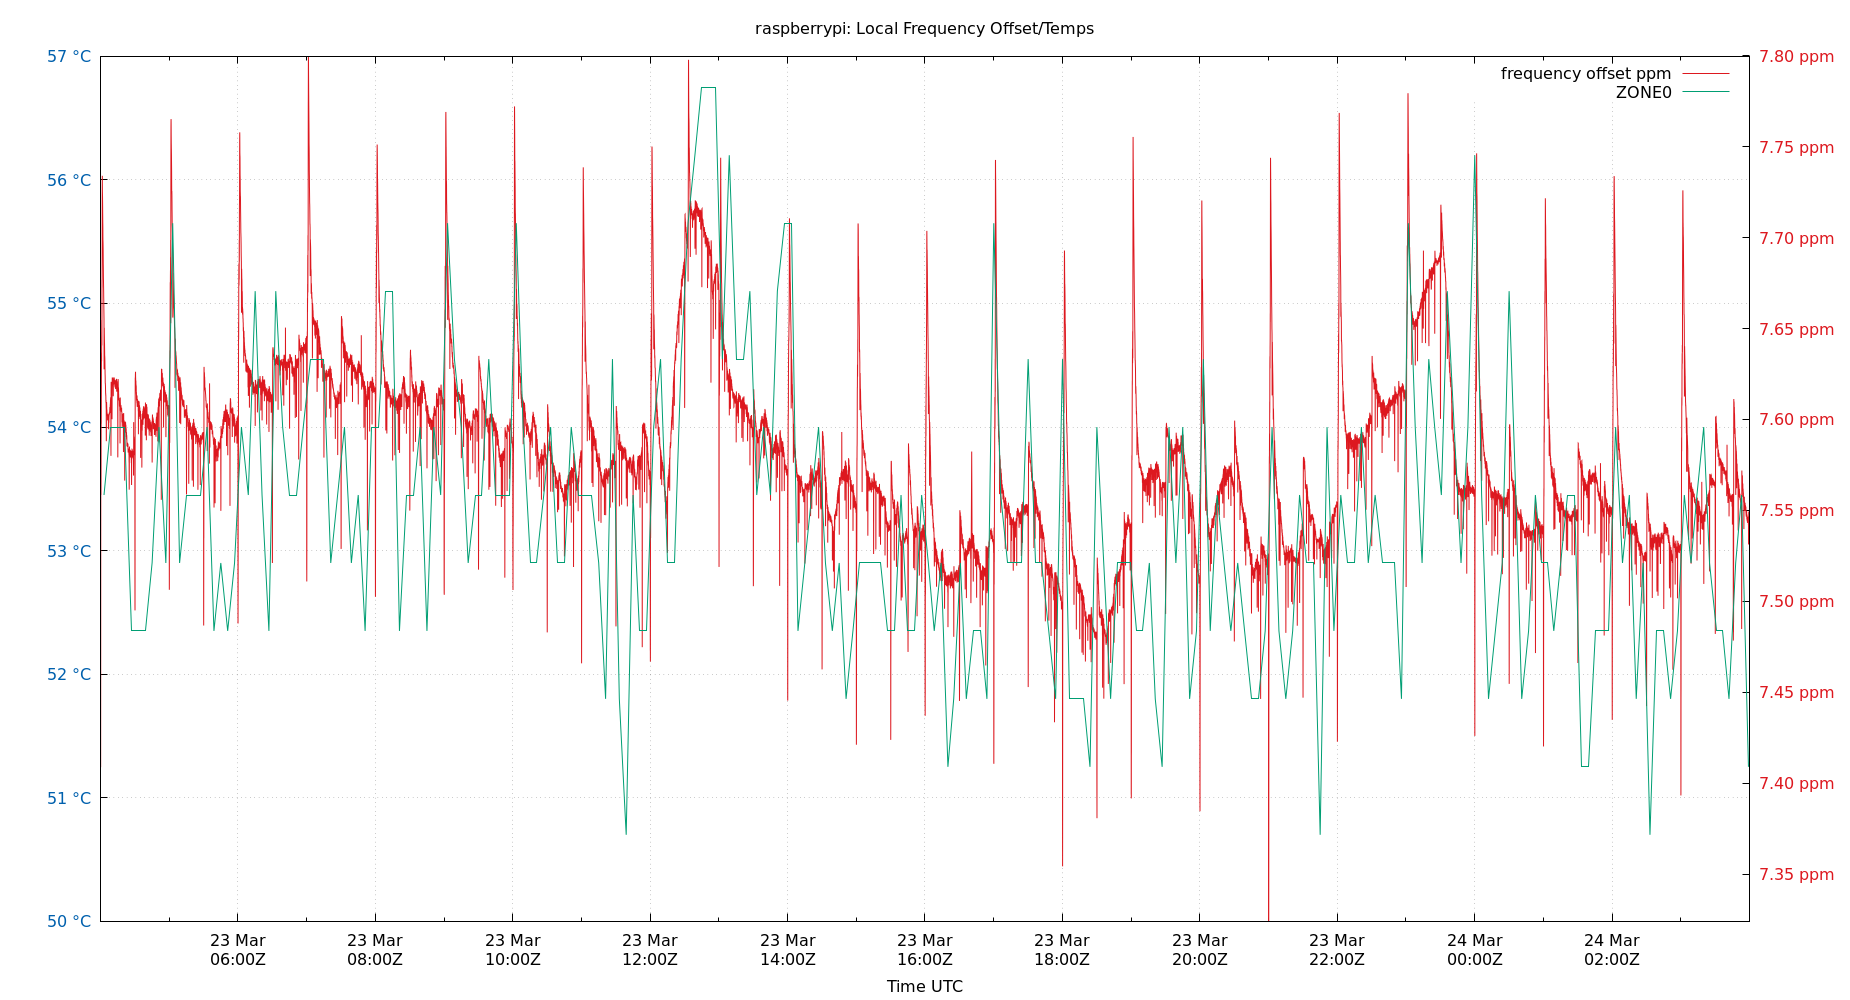 raspberrypi: Local Frequency Offset/Temps
57 °C
56 °C
55 °C
54 °C
53 °C
52 °C
51 °C
50 °C
7.80 ppm
7.75 ppm
7.70 ppm
7.65 ppm
7.60 ppm
7.55 ppm
7.50 ppm
7.45 ppm
7.40 ppm
7.35 ppm
frequency offset ppm
ZONE0
23 Mar
06:00Z
23 Mar
08:00Z
23 Mar
10:00Z
23 Mar
12:00Z
23 Mar
14:00Z
23 Mar
16:00Z
23 Mar
18:00Z
23 Mar
20:00Z
23 Mar
22:00Z
24 Mar
00:00Z
24 Mar
02:00Z
Time UTC